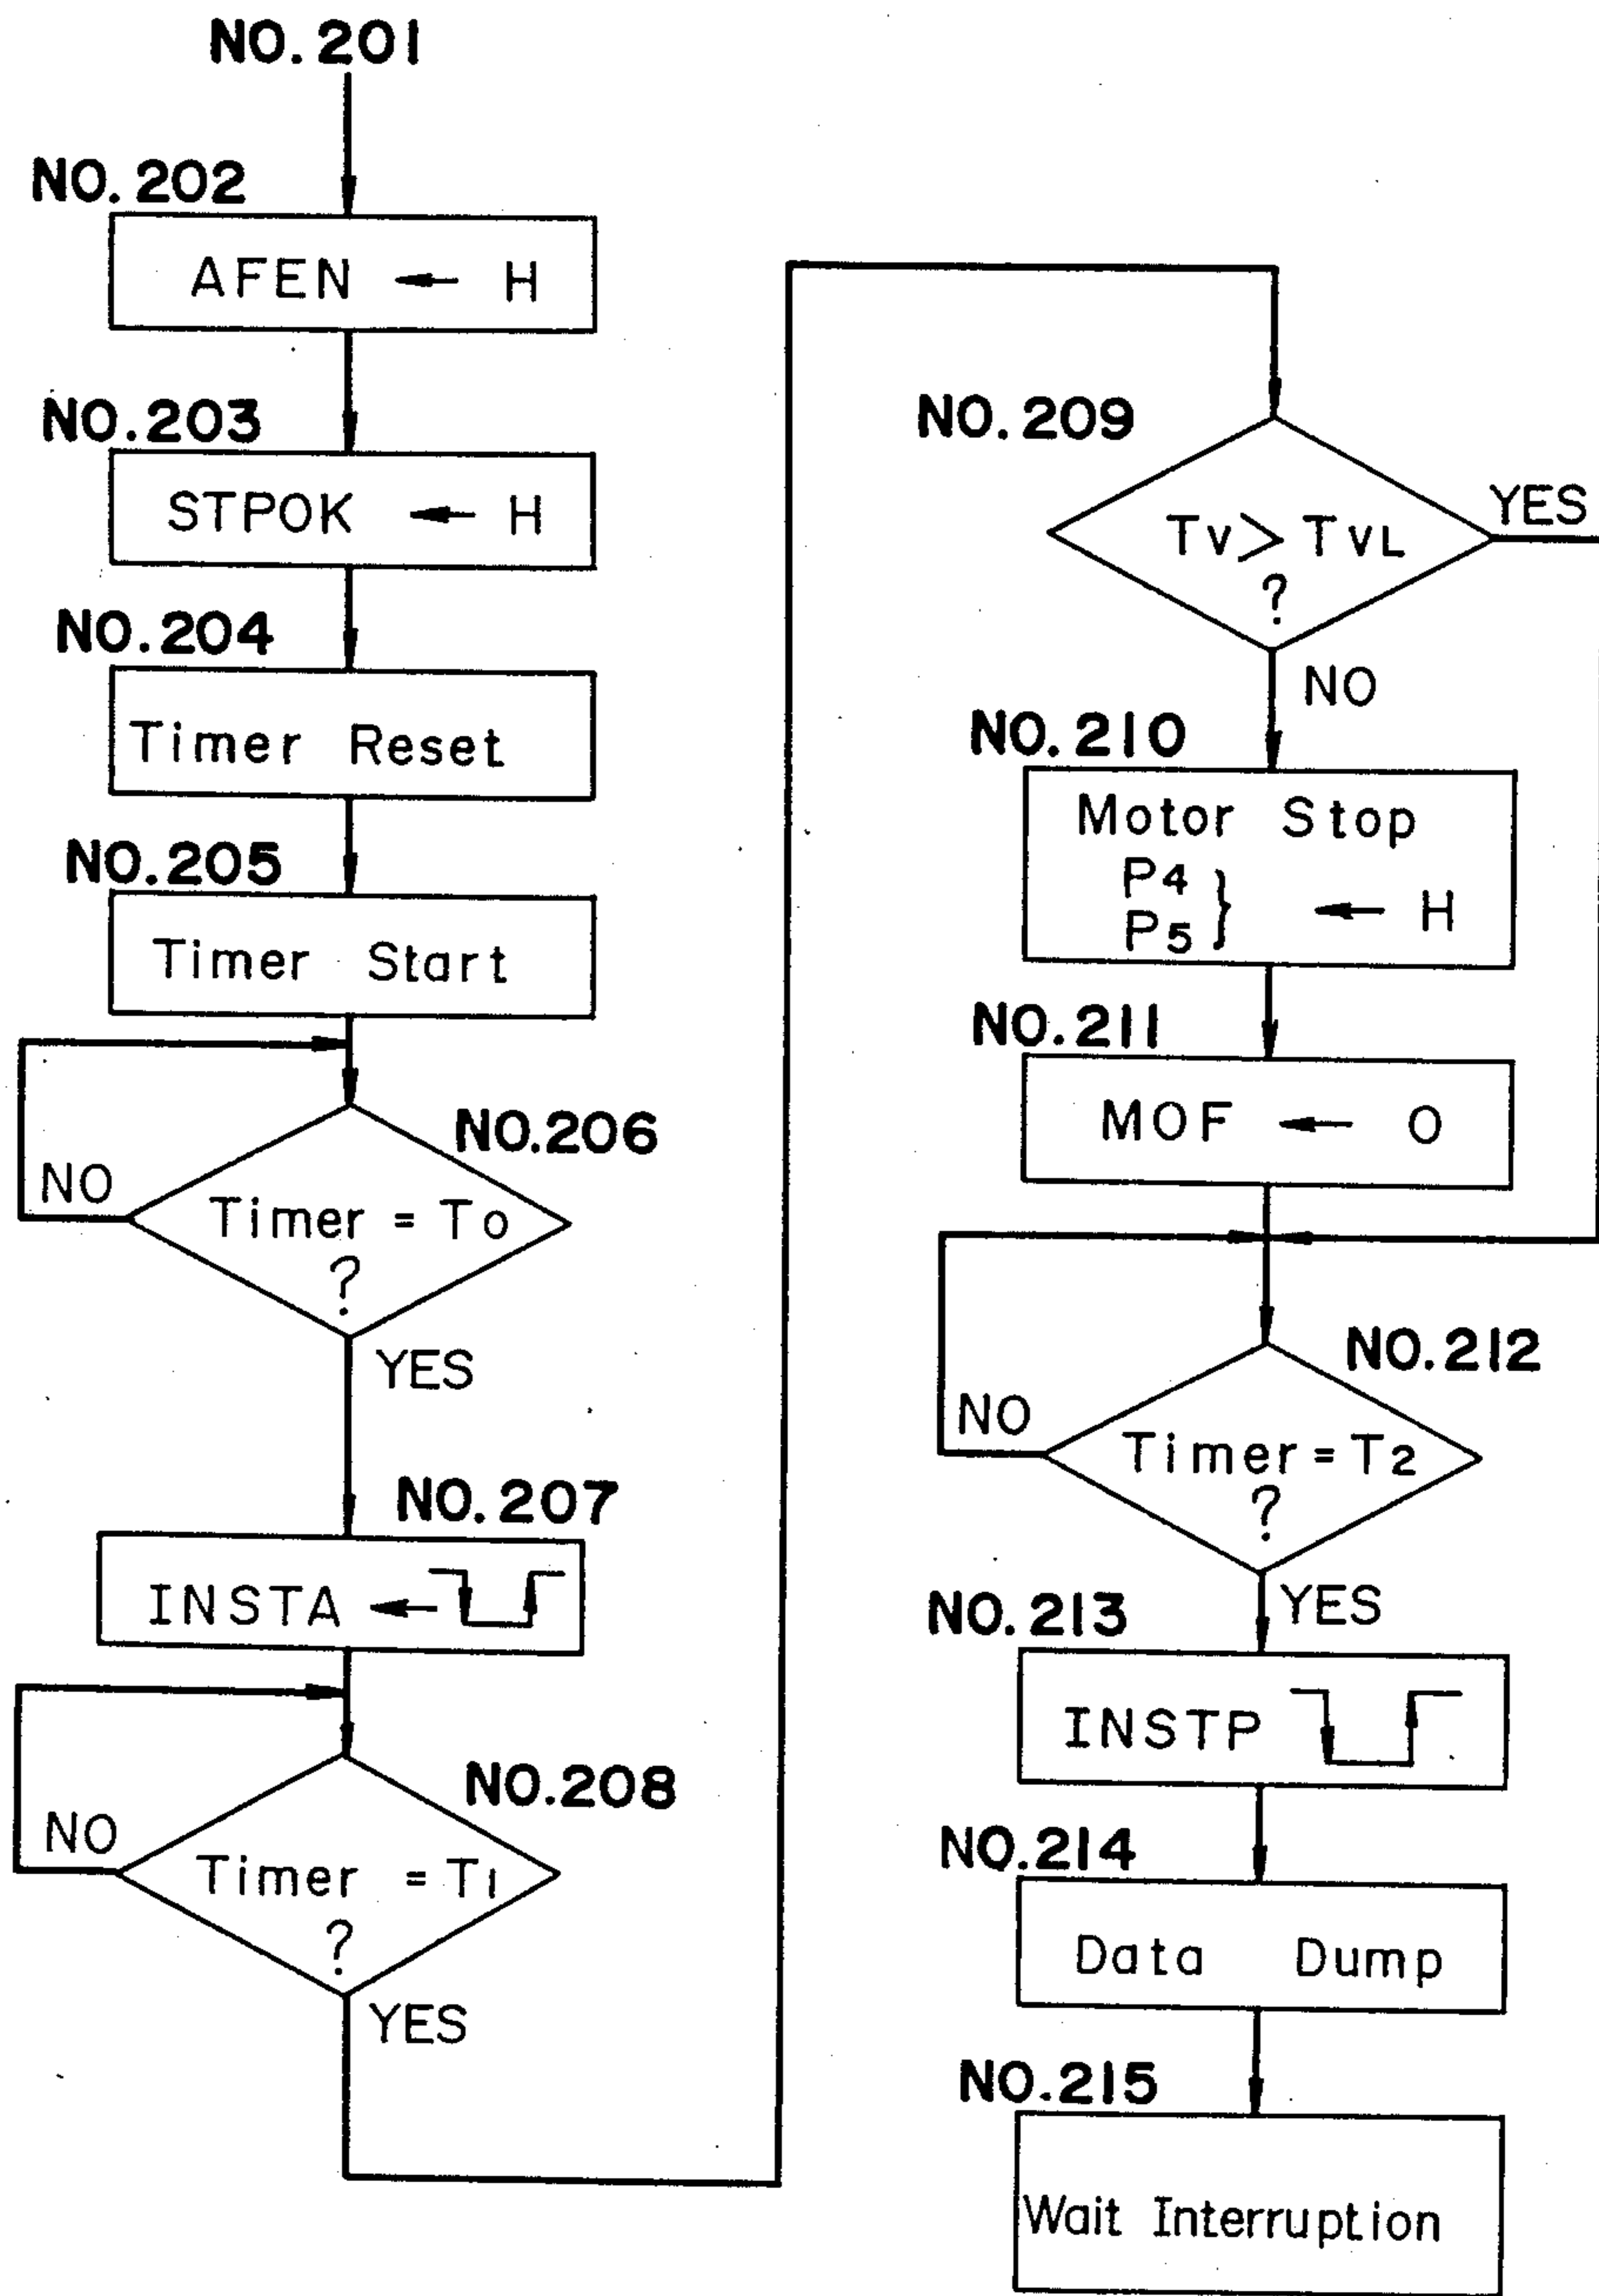 NO.201
NO.202
AFEN ← H
NO.203
STPOK ← H
NO.204
Timer Reset
NO.205
Timer Start
NO.206
NO
Timer = T0
?
YES
NO.207
INSTA ←
NO.208
NO
Timer = T1
?
YES
NO.209
YES
TV > TVL
?
NO
NO.210
Motor Stop
P4
P5 } ← H
NO.211
MOF ← 0
NO.212
NO
Timer = T2
?
YES
NO.213
INSTP
NO.214
Data Dump
NO.215
Wait Interruption